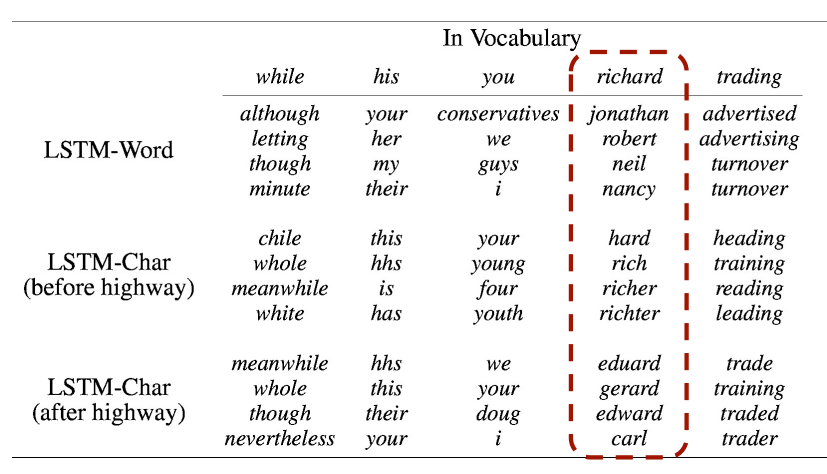 In Vocabulary
while his you richard trading
although your conservatives jonathan advertised
letting her we robert advertising
LSTM-Word
though my guys neil turnover
minute their i nancy turnover
chile this your hard heading
LSTM-Char whole hhs young rich training
(before highway) meanwhile is four richer reading
white has youth richter leading
meanwhile hhs we eduard trade
LSTM-Char whole this your gerard training
(after highway) though their doug edward traded
nevertheless your i carl trader